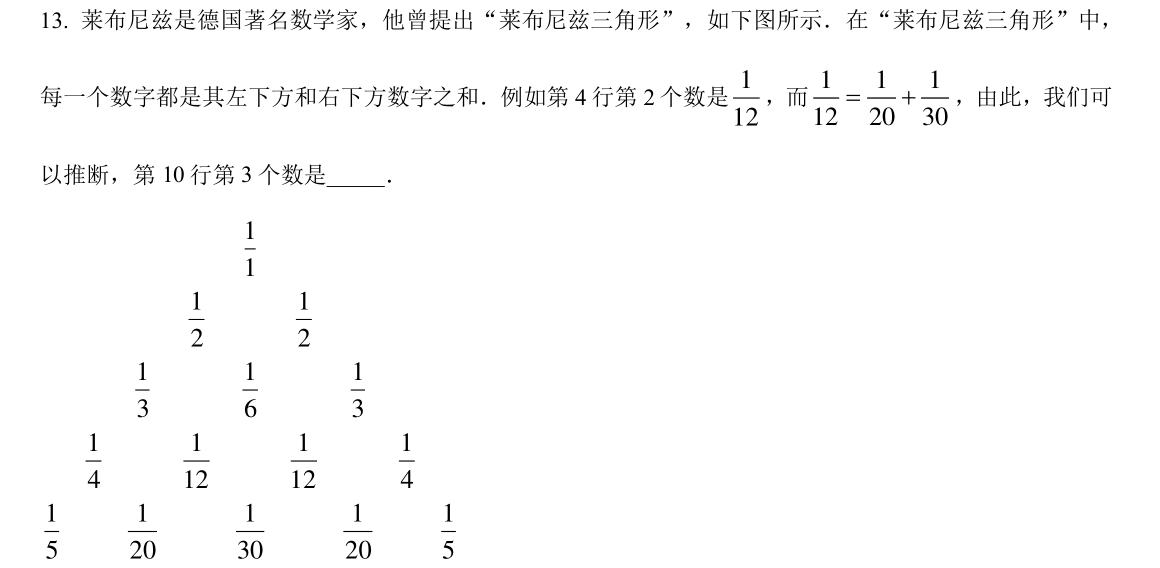 13. 莱布尼兹是德国著名数学家，他曾提出“莱布尼兹三角形”，如下图所示．在“莱布尼兹三角形”中，
每一个数字都是其左下方和右下方数字之和．例如第 4 行第 2 个数是 1/12，而 1/12 = 1/20 + 1/30，由此，我们可
以推断，第 10 行第 3 个数是_____．
1/1
1/2 1/2
1/3 1/6 1/3
1/4 1/12 1/12 1/4
1/5 1/20 1/30 1/20 1/5